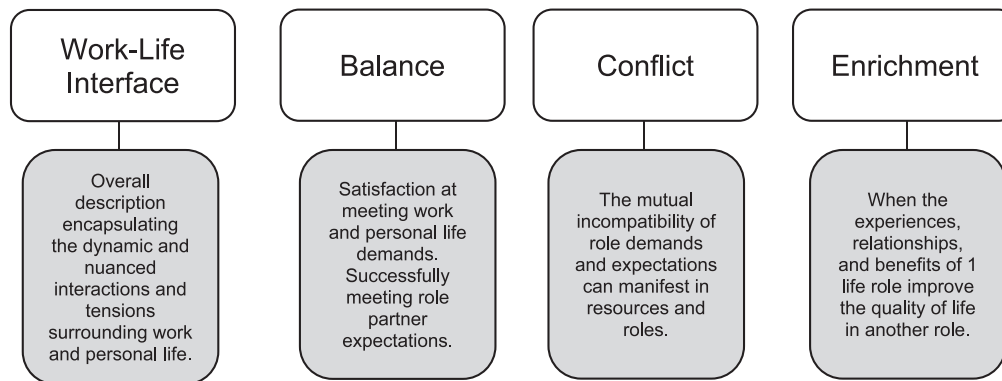 Work-Life
Interface
Balance
Conflict
Enrichment
Overall
description
encapsulating
the dynamic and
nuanced
interactions and
tensions
surrounding work
and personal life.
Satisfaction at
meeting work
and personal life
demands.
Successfully
meeting role
partner
expectations.
The mutual
incompatibility of
role demands
and expectations
can manifest in
resources and
roles.
When the
experiences,
relationships,
and benefits of 1
life role improve
the quality of life
in another role.